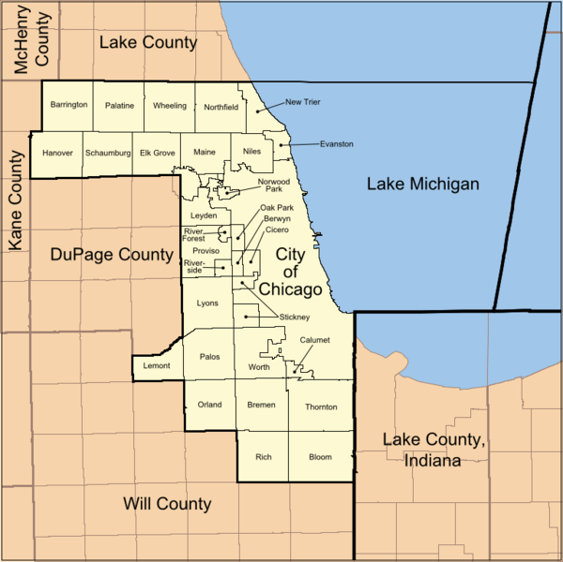 McHenry
County
Lake County
Barrington
Palatine
Wheeling
Northfield
New Trier
Hanover
Schaumburg
Elk Grove
Maine
Niles
Evanston
Kane County
Norwood
Park
Lake Michigan
Leyden
Oak Park
Berwyn
Cicero
River
Forest
Proviso
River-
side
DuPage County
City
of
Chicago
Lyons
Stickney
Calumet
Lemont
Palos
Worth
Orland
Bremen
Thornton
Lake County,
Indiana
Rich
Bloom
Will County